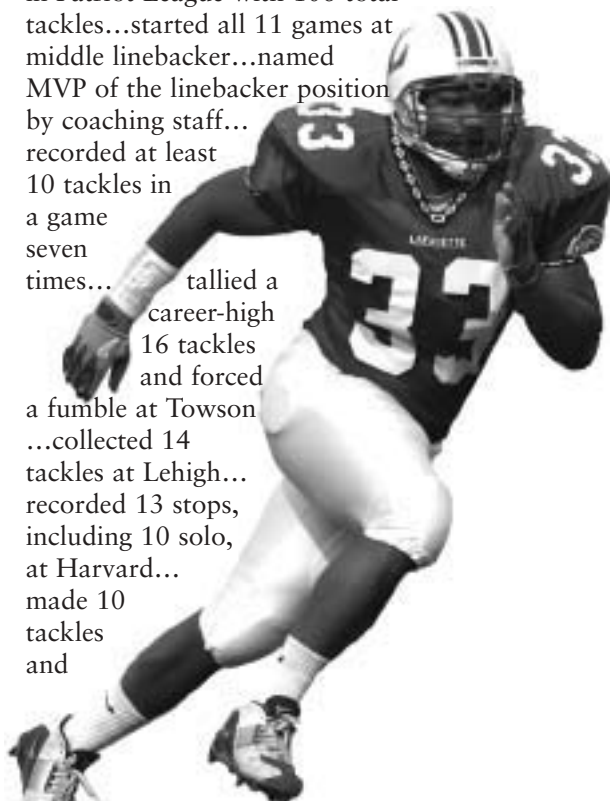 tackles…started all 11 games at
middle linebacker…named
MVP of the linebacker position
by coaching staff…
recorded at least
10 tackles in
a game
seven
times… tallied a
career-high
16 tackles
and forced
a fumble at Towson
…collected 14
tackles at Lehigh…
recorded 13 stops,
including 10 solo,
at Harvard…
made 10
tackles
and
33
33
LAFAYETTE
33